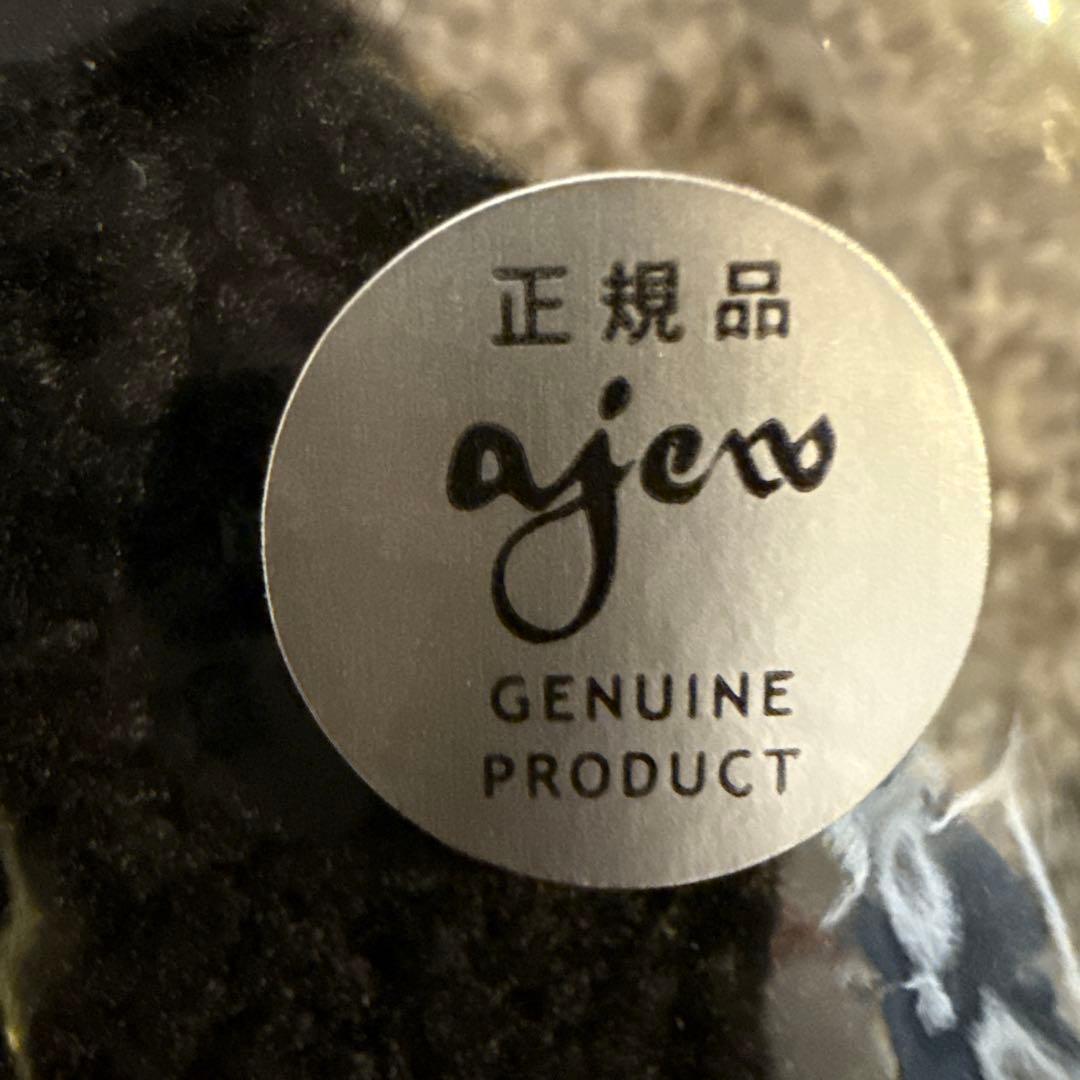 正規品
ajew
GENUINE
PRODUCT